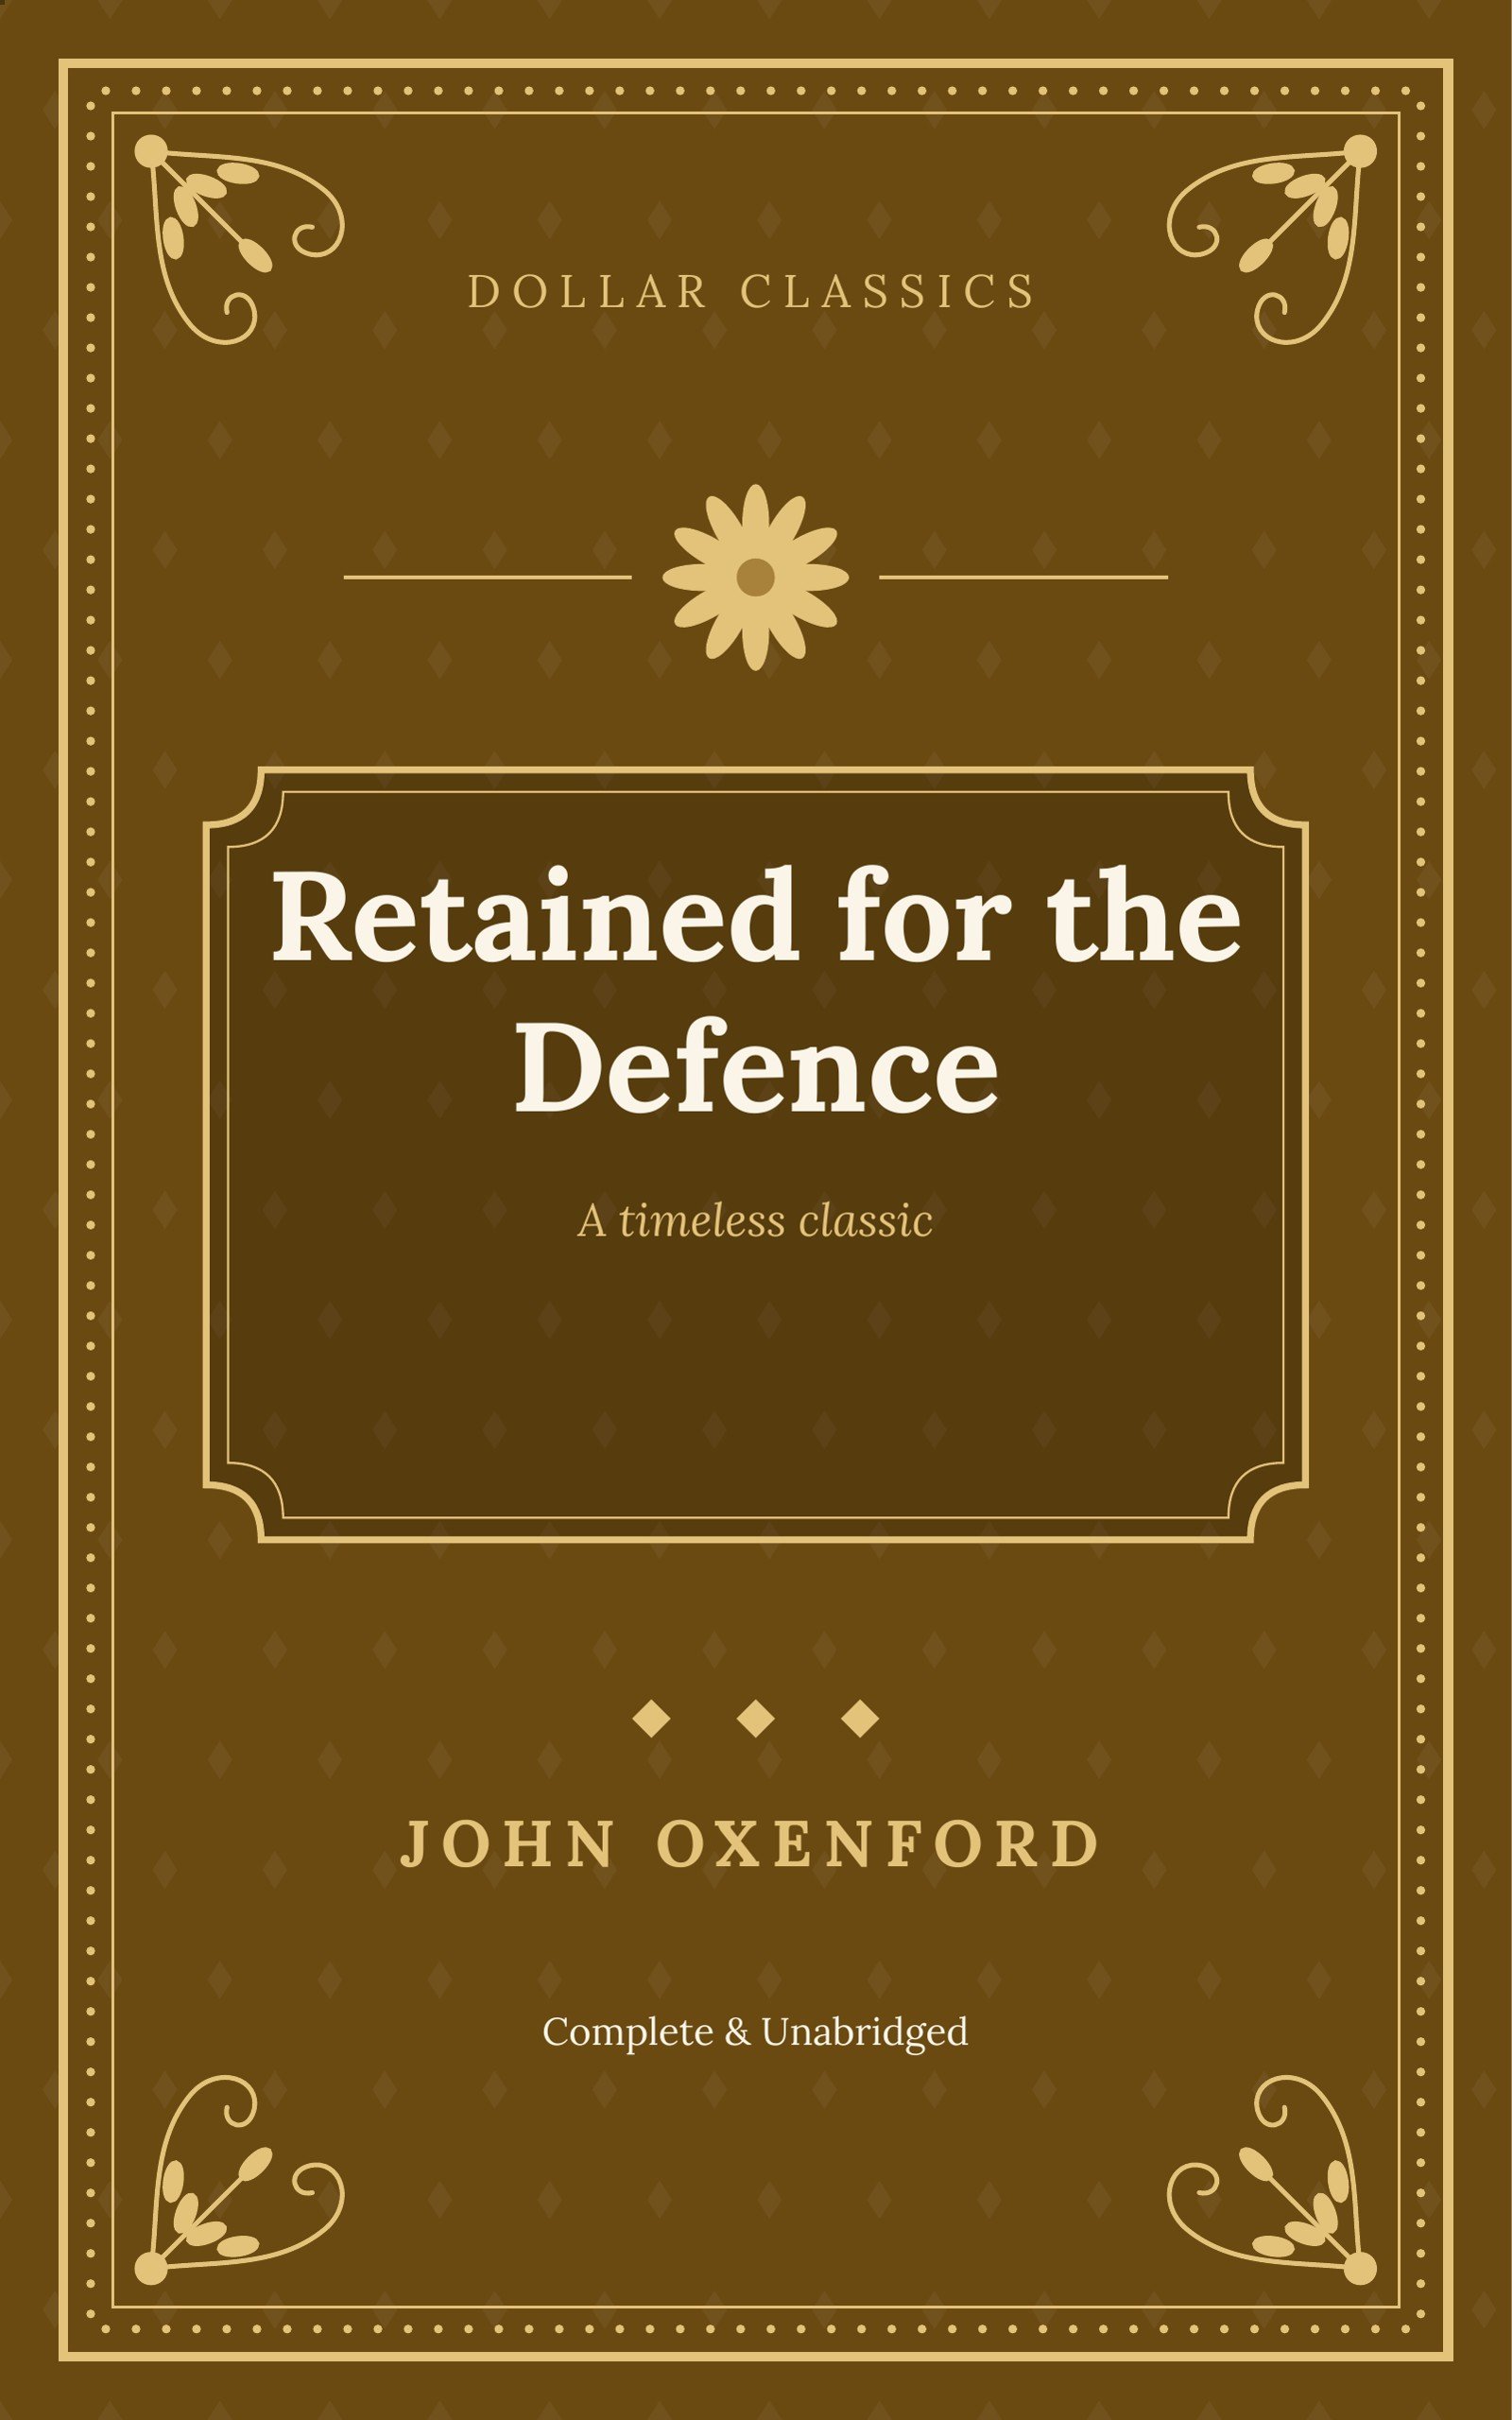 DOLLAR CLASSICS
Retained for the
Defence
A timeless classic
JOHN OXENFORD
Complete & Unabridged